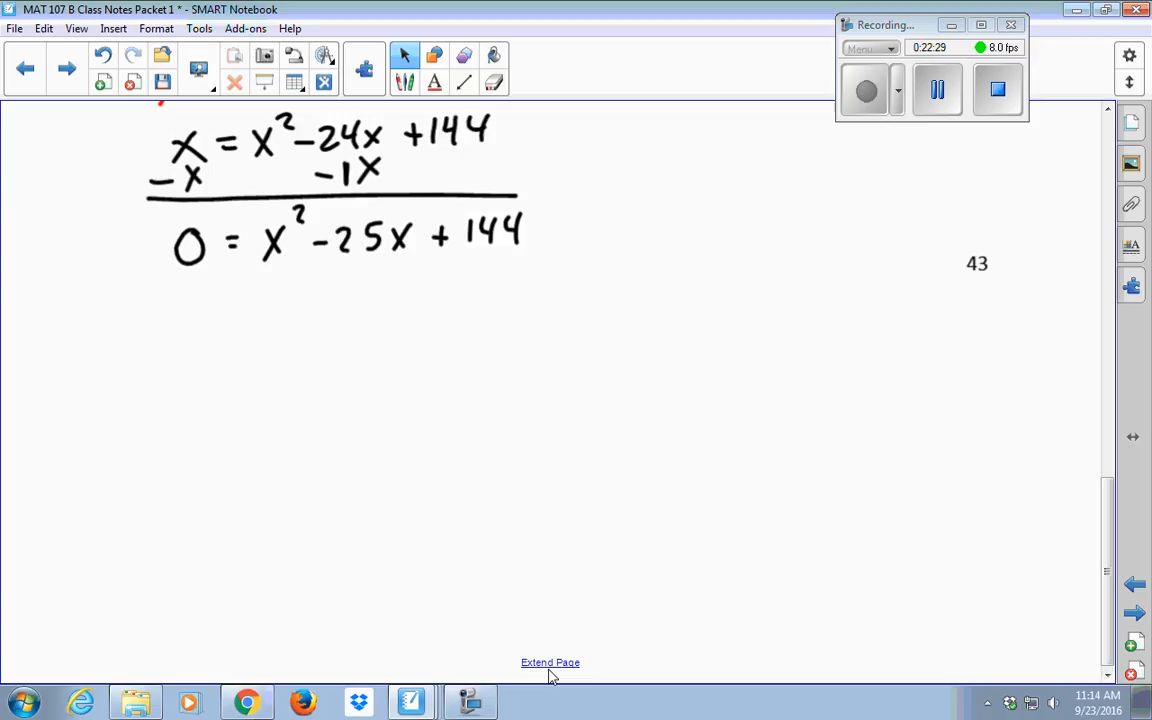 MAT 107 B Class Notes Packet 1 * - SMART Notebook
File Edit View Insert Format Tools Add-ons Help
Recording...
Menu 0:22:29 8.0 fps
x = x² - 24x + 144
- x - 1x
0 = x² - 25x + 144
43
Extend Page
11:14 AM
9/23/2016